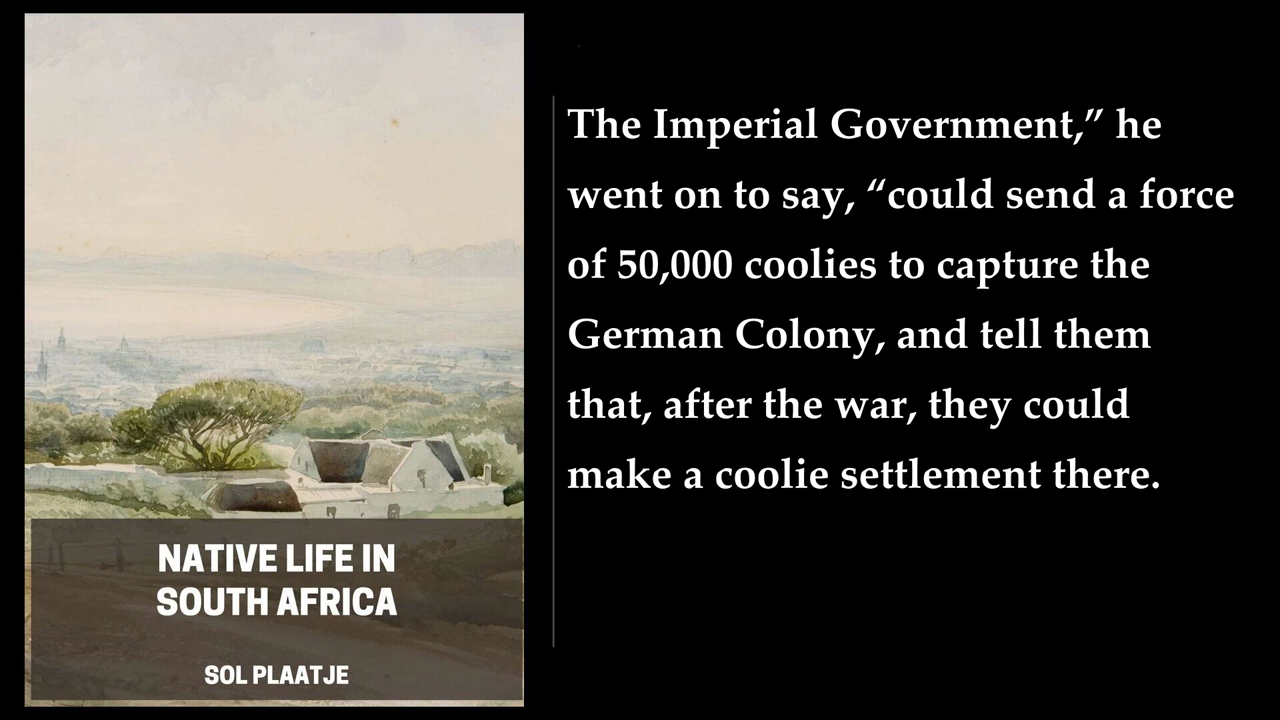 The Imperial Government,” he
went on to say, “could send a force
of 50,000 coolies to capture the
German Colony, and tell them
that, after the war, they could
make a coolie settlement there.
NATIVE LIFE IN
SOUTH AFRICA
SOL PLAATJE